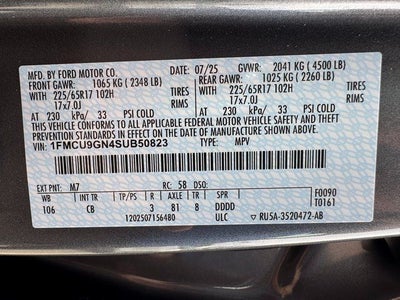 MFD. BY FORD MOTOR CO.
07/25 GVWR: 2041 KG ( 4500 LB)
FRONT GAWR: 1065 KG ( 2348 LB) REAR GAWR: 1025 KG ( 2260 LB)
WITH 225/65R17 102H WITH 225/65R17 102H
TIRES 17x7.0J TIRES 17x7.0J
AT 230 kPa/ 33 PSI COLD AT 230 kPa/ 33 PSI COLD
THIS VEHICLE CONFORMS TO ALL APPLICABLE FEDERAL MOTOR VEHICLE SAFETY AND THEFT PREVENTION STANDARDS IN EFFECT ON THE DATE OF MANUFACTURE SHOWN ABOVE.
VIN: 1FMCU9GN4SUB50823 TYPE: MPV
EXT PNT: M7 RC: 58 DSO: F0090
WB BRK INT TR TP/PS R AXLE TR SPR T0161
106 CB 3 81 8 DDDD
1202507156480 ULC RU5A-3520472-AB